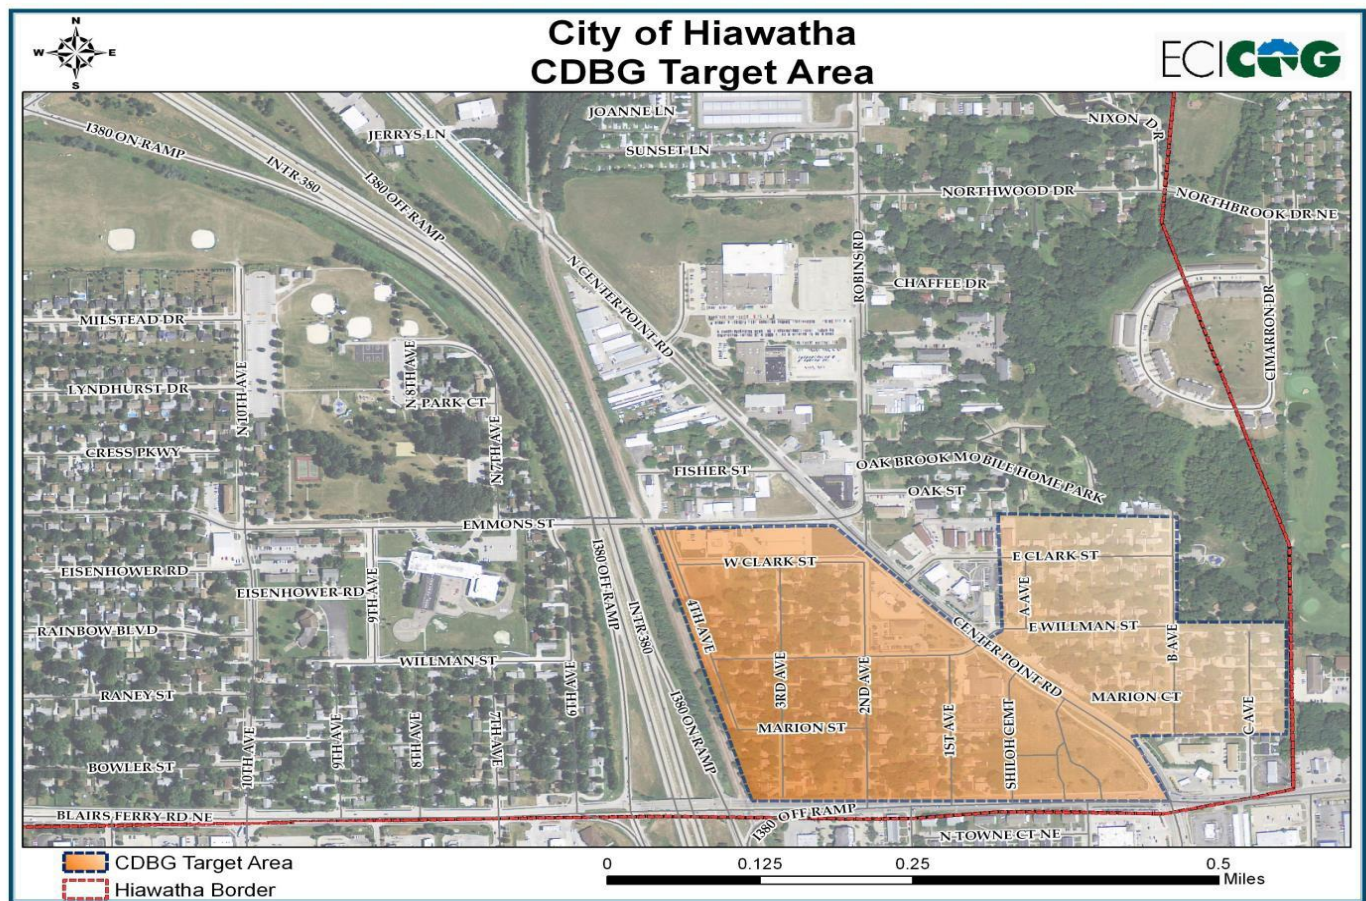 City of Hiawatha
CDBG Target Area
N
W E
S
ECICOG
JOANNE LN
NIXON DR
JERRYS LN
I380 ON RAMP
SUNSET LN
INTR 380
I380 OFF RAMP
NORTHWOOD DR
NORTHBROOK DR NE
ROBINS RD
N CENTER POINT RD
CHAFFEE DR
CIMARRON DR
MILSTEAD DR
N 10TH AVE
N 8TH AVE
LYNDHURST DR
PARK CT
N 7TH AVE
CRESS PKWY
FISHER ST
OAK BROOK MOBILE HOME PARK
OAK ST
EMMONS ST
I380 OFF RAMP
W CLARK ST
E CLARK ST
EISENHOWER RD
EISENHOWER RD
9TH AVE
INTR 380
4TH AVE
A AVE
CENTER POINT RD
E WILLMAN ST
B AVE
RAINBOW BLVD
WILLMAN ST
6TH AVE
3RD AVE
2ND AVE
RANEY ST
MARION CT
I380 ON RAMP
MARION ST
1ST AVE
SHILOH CEMT
C AVE
10TH AVE
9TH AVE
8TH AVE
7TH AVE
BOWLER ST
BLAIRS FERRY RD NE
I380 OFF RAMP
N TOWNE CT NE
CDBG Target Area
Hiawatha Border
0 0.125 0.25 0.5
Miles